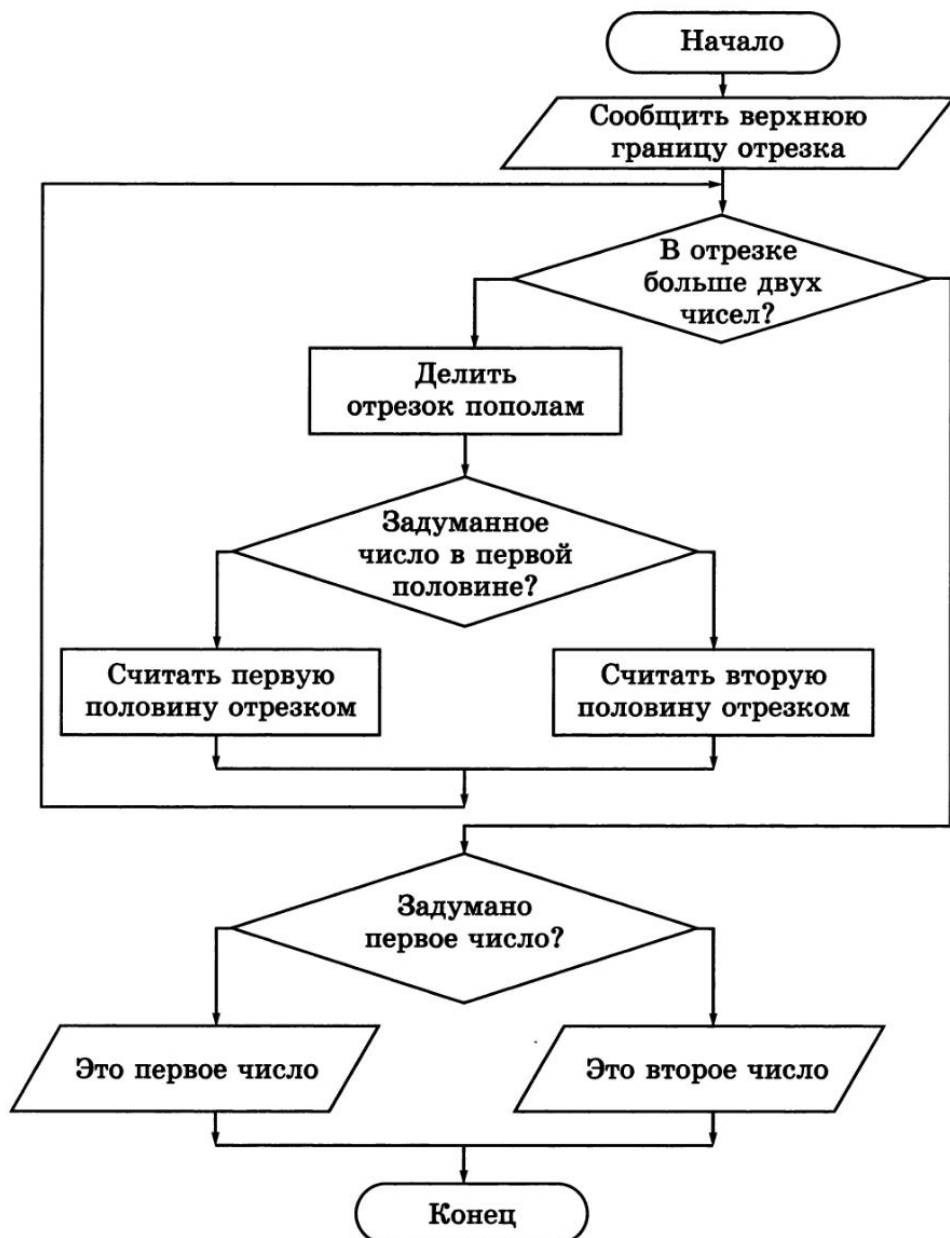 Начало
Сообщить верхнюю
границу отрезка
В отрезке
больше двух
чисел?
Делить
отрезок пополам
Задуманное
число в первой
половине?
Считать первую
половину отрезком
Считать вторую
половину отрезком
Задумано
первое число?
Это первое число
Это второе число
Конец